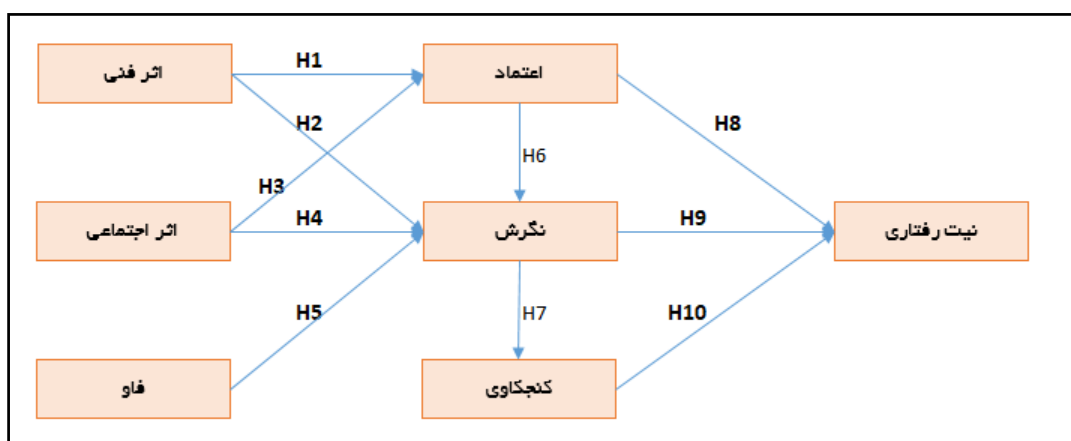 اثر فنی
H1
اعتماد
H2
H8
H6
H3
اثر اجتماعی
H4
نگرش
H9
نیت رفتاری
H5
H7
H10
فاو
کنجکاوی